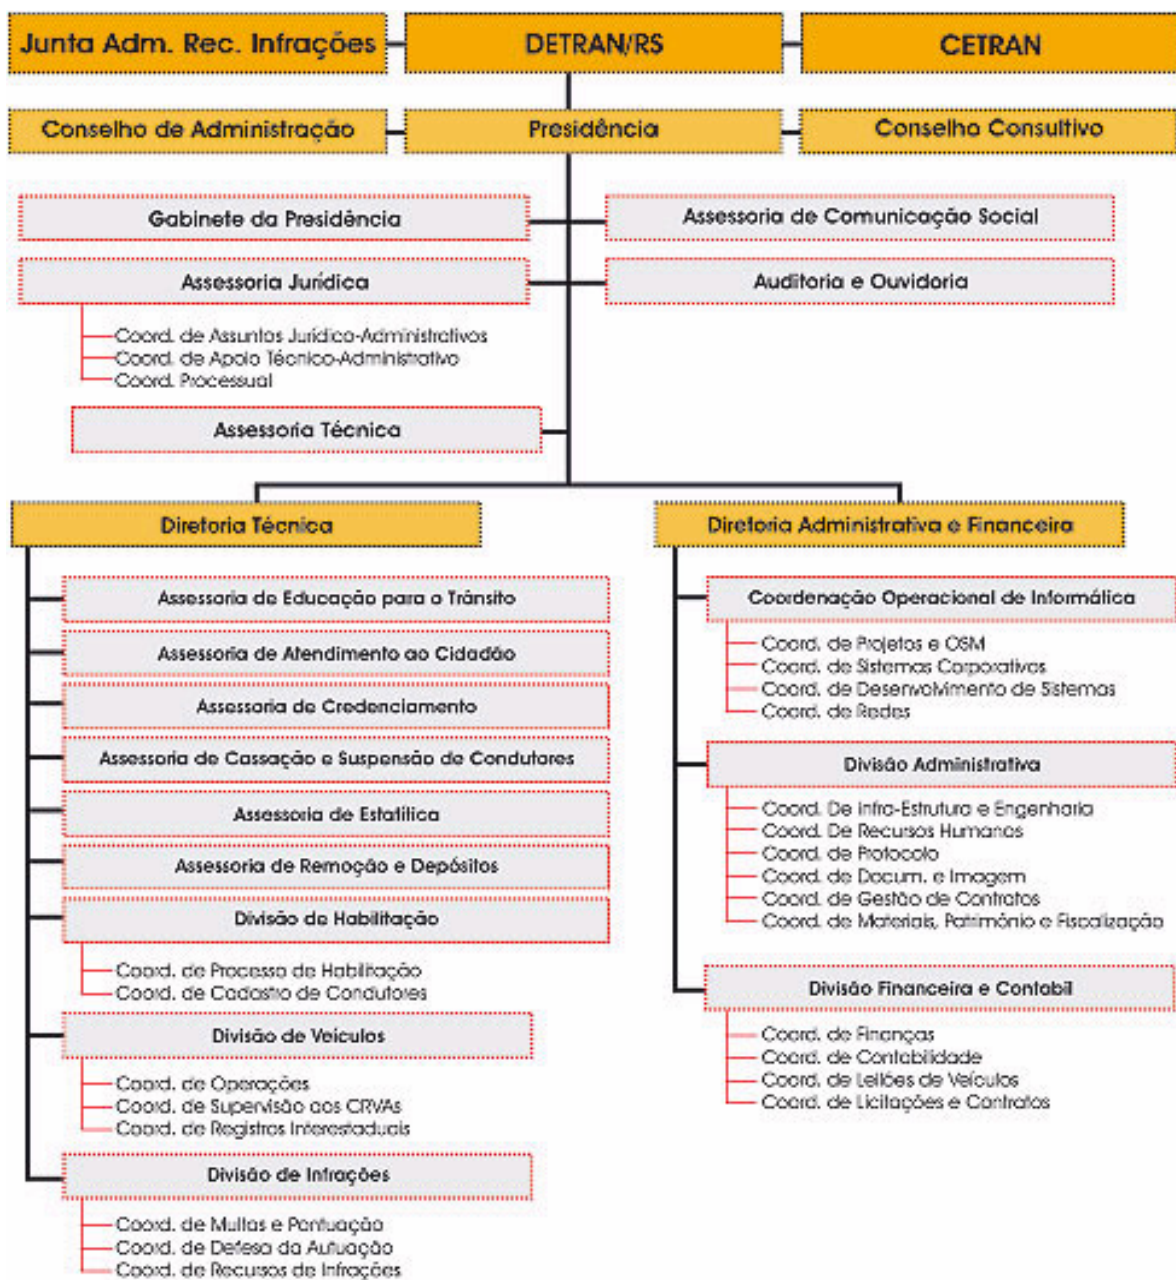 Junta Adm. Rec. Infrações
DETRAN/RS
CETRAN
Conselho de Administração
Presidência
Conselho Consultivo
Gabinete da Presidência
Assessoria de Comunicação Social
Assessoria Jurídica
Auditoria e Ouvidoria
Coord. de Assuntos Jurídico-Administrativos
Coord. de Apoio Técnico-Administrativo
Coord. Processual
Assessoria Técnica
Diretoria Técnica
Assessoria de Educação para o Trânsito
Assessoria de Atendimento ao Cidadão
Assessoria de Credenciamento
Assessoria de Cassação e Suspensão de Condutores
Assessoria de Estatílica
Assessoria de Remoção e Depósitos
Divisão de Habilitação
Coord. de Processo de Habilitação
Coord. de Cadastro de Condutores
Divisão de Veículos
Coord. de Operações
Coord. de Supervisão aos CRVAs
Coord. de Registros Interestaduais
Divisão de Infrações
Coord. de Multas e Pontuação
Coord. de Defesa da Autuação
Coord. de Recursos de Infrações
Diretoria Administrativa e Financeira
Coordenação Operacional de Informática
Coord. de Projetos e OSM
Coord. de Sistemas Corporativos
Coord. de Desenvolvimento de Sistemas
Coord. de Redes
Divisão Administrativa
Coord. De Infra-Estrutura e Engenharia
Coord. De Recursos Humanos
Coord. de Protocolo
Coord. de Docum. e Imagem
Coord. de Gestão de Contratos
Coord. de Materiais, Patrimônio e Fiscalização
Divisão Financeira e Contabil
Coord. de Finanças
Coord. de Contabilidade
Coord. de Leilões de Veículos
Coord. de Licitações e Contratos